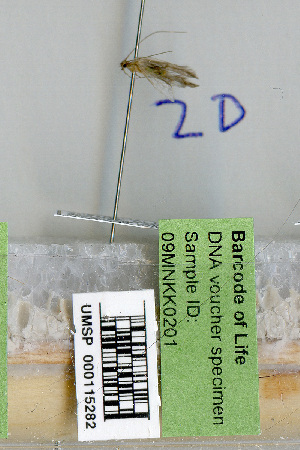 2D
Barcode of Life
DNA voucher specimen
Sample ID:
09MNKK0201
UMSP 000115282